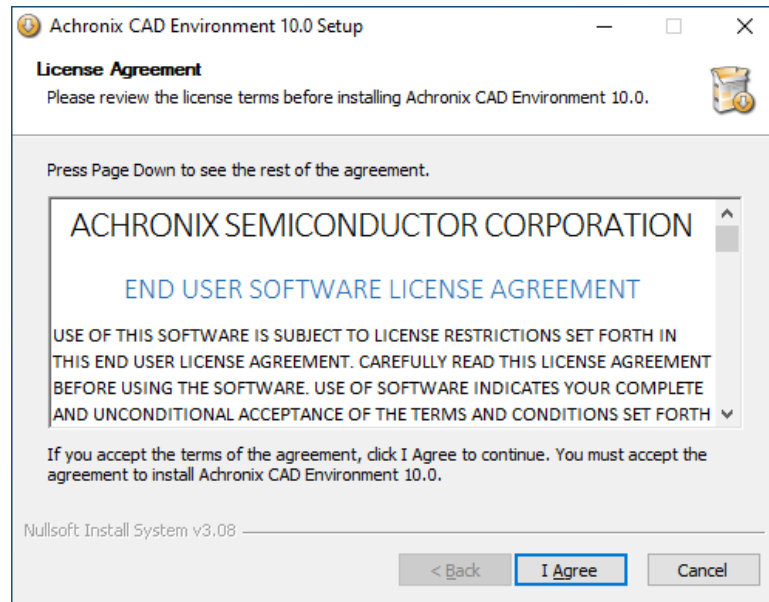 Achronix CAD Environment 10.0 Setup
License Agreement
Please review the license terms before installing Achronix CAD Environment 10.0.
Press Page Down to see the rest of the agreement.
ACHRONIX SEMICONDUCTOR CORPORATION
END USER SOFTWARE LICENSE AGREEMENT
USE OF THIS SOFTWARE IS SUBJECT TO LICENSE RESTRICTIONS SET FORTH IN
THIS END USER LICENSE AGREEMENT. CAREFULLY READ THIS LICENSE AGREEMENT
BEFORE USING THE SOFTWARE. USE OF SOFTWARE INDICATES YOUR COMPLETE
AND UNCONDITIONAL ACCEPTANCE OF THE TERMS AND CONDITIONS SET FORTH
If you accept the terms of the agreement, click I Agree to continue. You must accept the
agreement to install Achronix CAD Environment 10.0.
Nullsoft Install System v3.08
< Back I Agree Cancel